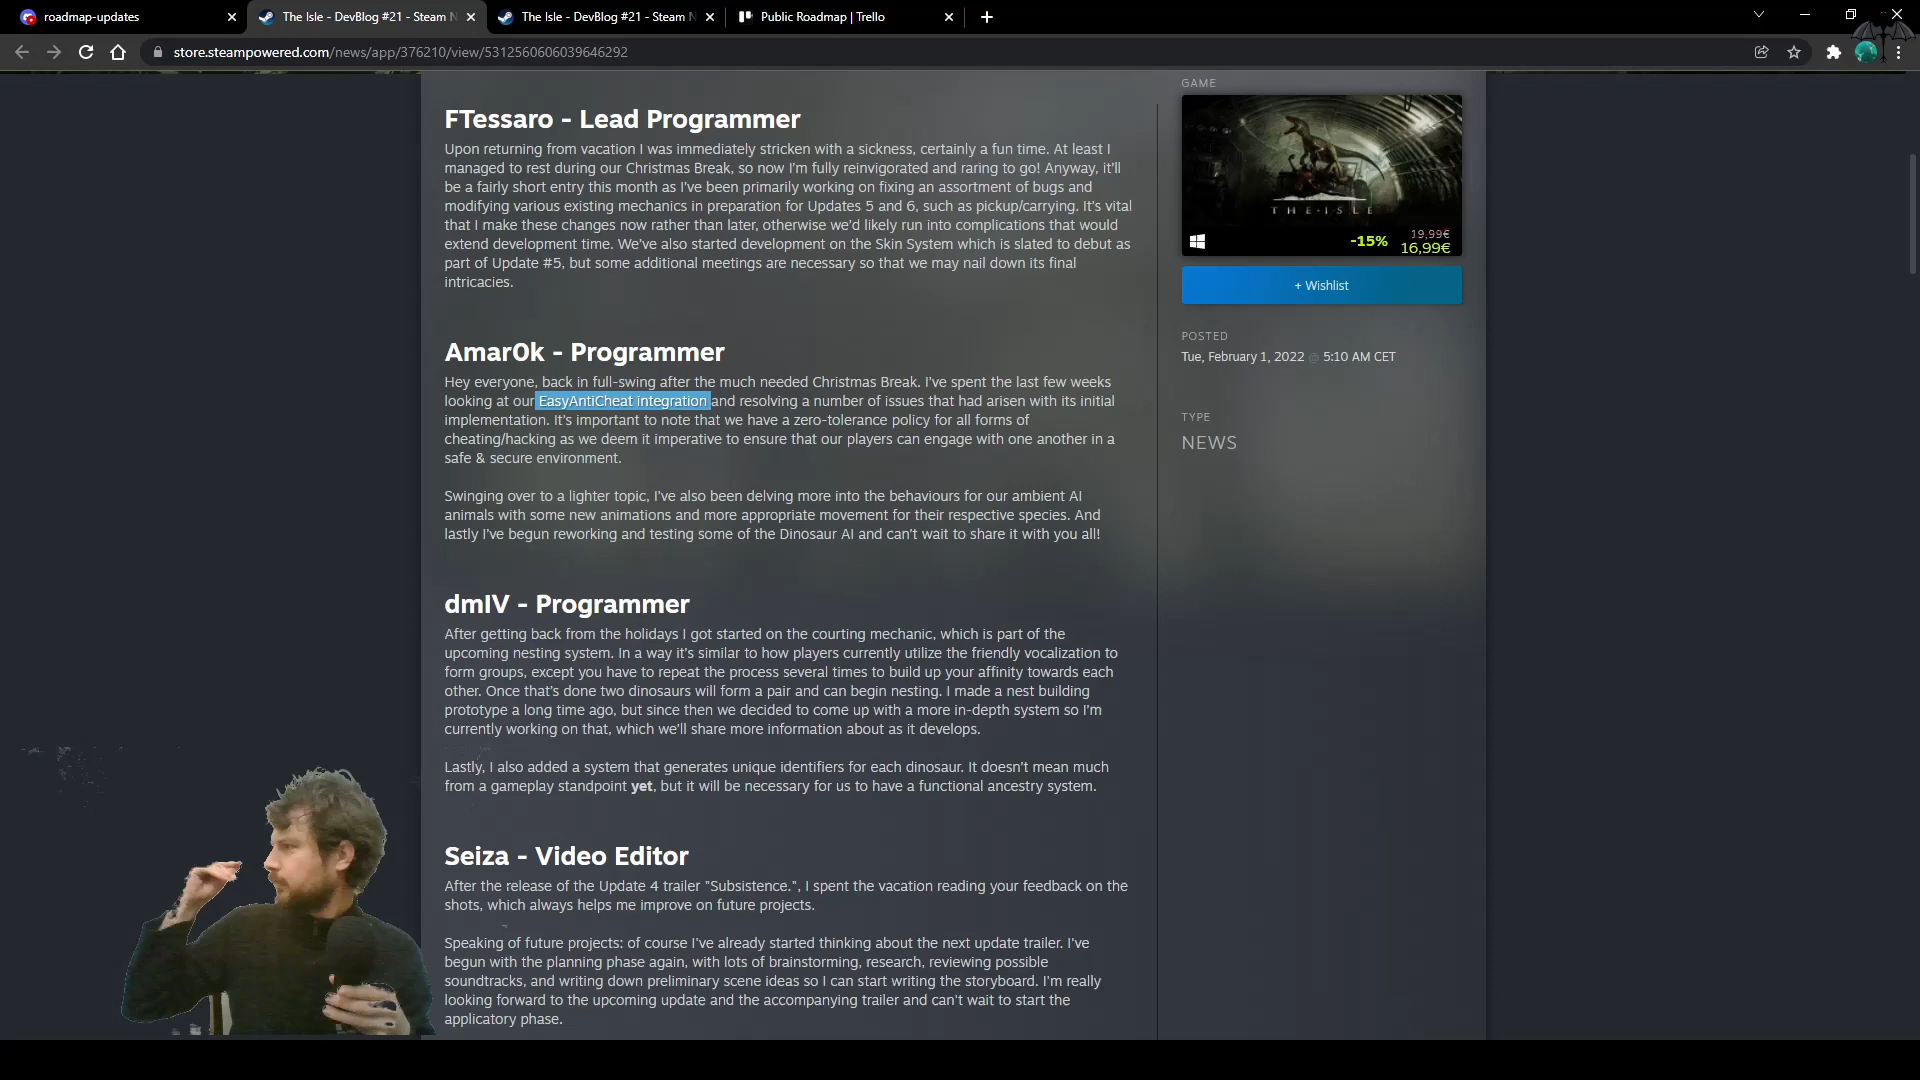 roadmap-updates
The Isle - DevBlog #21 - Steam N
The Isle - DevBlog #21 - Steam N
Public Roadmap | Trello
store.steampowered.com/news/app/376210/view/5312560606039646292
FTessaro - Lead Programmer
Upon returning from vacation I was immediately stricken with a sickness, certainly a fun time. At least I
managed to rest during our Christmas Break, so now I'm fully reinvigorated and raring to go! Anyway, it'll
be a fairly short entry this month as I've been primarily working on fixing an assortment of bugs and
modifying various existing mechanics in preparation for Updates 5 and 6, such as pickup/carrying. It's vital
that I make these changes now rather than later, otherwise we'd likely run into complications that would
extend development time. We've also started development on the Skin System which is slated to debut as
part of Update #5, but some additional meetings are necessary so that we may nail down its final
intricacies.
Amar0k - Programmer
Hey everyone, back in full-swing after the much needed Christmas Break. I've spent the last few weeks
looking at our EasyAntiCheat integration and resolving a number of issues that had arisen with its initial
implementation. It's important to note that we have a zero-tolerance policy for all forms of
cheating/hacking as we deem it imperative to ensure that our players can engage with one another in a
safe & secure environment.
Swinging over to a lighter topic, I've also been delving more into the behaviours for our ambient AI
animals with some new animations and more appropriate movement for their respective species. And
lastly I've begun reworking and testing some of the Dinosaur AI and can't wait to share it with you all!
dmIV - Programmer
After getting back from the holidays I got started on the courting mechanic, which is part of the
upcoming nesting system. In a way it's similar to how players currently utilize the friendly vocalization to
form groups, except you have to repeat the process several times to build up your affinity towards each
other. Once that's done two dinosaurs will form a pair and can begin nesting. I made a nest building
prototype a long time ago, but since then we decided to come up with a more in-depth system so I'm
currently working on that, which we'll share more information about as it develops.
Lastly, I also added a system that generates unique identifiers for each dinosaur. It doesn't mean much
from a gameplay standpoint yet, but it will be necessary for us to have a functional ancestry system.
Seiza - Video Editor
After the release of the Update 4 trailer "Subsistence.", I spent the vacation reading your feedback on the
shots, which always helps me improve on future projects.
Speaking of future projects: of course I've already started thinking about the next update trailer. I've
begun with the planning phase again, with lots of brainstorming, research, reviewing possible
soundtracks, and writing down preliminary scene ideas so I can start writing the storyboard. I'm really
looking forward to the upcoming update and the accompanying trailer and can't wait to start the
applicatory phase.
GAME
THE ISLE
-15%
19,99€
16,99€
+ Wishlist
POSTED
Tue, February 1, 2022 @ 5:10 AM CET
TYPE
NEWS